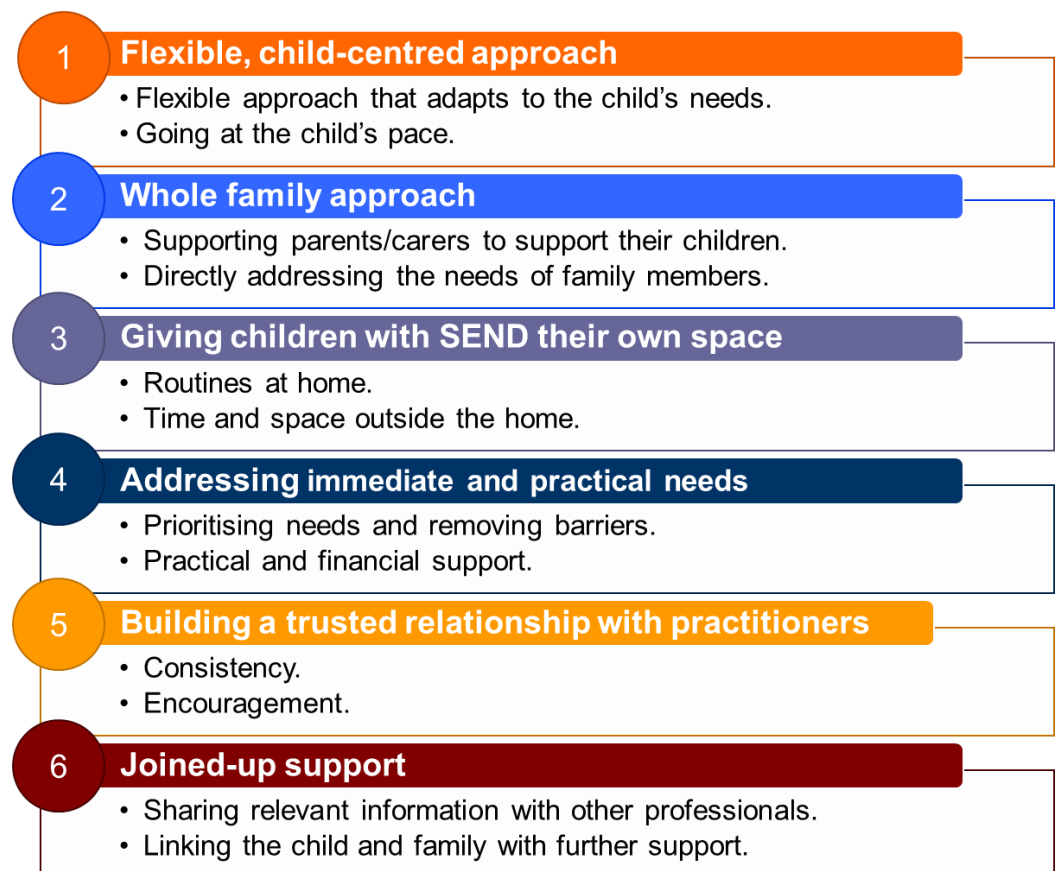 1
Flexible, child-centred approach
• Flexible approach that adapts to the child’s needs.
• Going at the child’s pace.
2
Whole family approach
• Supporting parents/carers to support their children.
• Directly addressing the needs of family members.
3
Giving children with SEND their own space
• Routines at home.
• Time and space outside the home.
4
Addressing immediate and practical needs
• Prioritising needs and removing barriers.
• Practical and financial support.
5
Building a trusted relationship with practitioners
• Consistency.
• Encouragement.
6
Joined-up support
• Sharing relevant information with other professionals.
• Linking the child and family with further support.